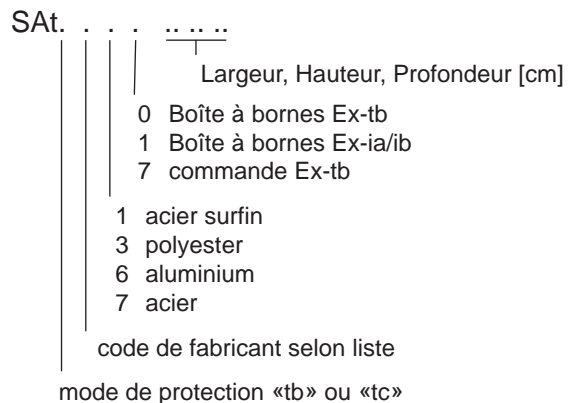 SAt. . . . .. .. ..
Largeur, Hauteur, Profondeur [cm]
0 Boîte à bornes Ex-tb
1 Boîte à bornes Ex-ia/ib
7 commande Ex-tb
1 acier surfin
3 polyester
6 aluminium
7 acier
code de fabricant selon liste
mode de protection «tb» ou «tc»